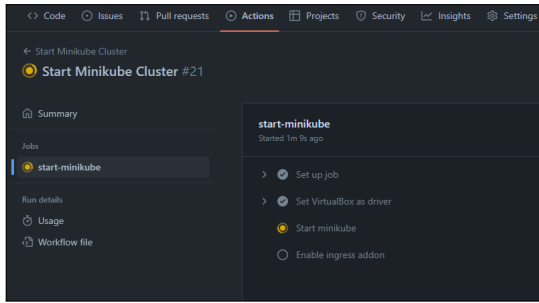 Code Issues Pull requests Actions Projects Security Insights Settings
← Start Minikube Cluster
Start Minikube Cluster #21
Summary
Jobs
start-minikube
Run details
Usage
Workflow file
start-minikube
Started 1m 9s ago
Set up job
Set VirtualBox as driver
Start minikube
Enable ingress addon